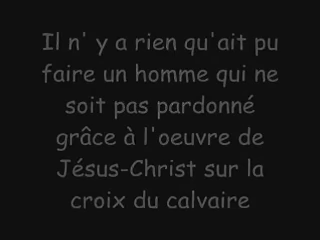 Il n' y a rien qu'ait pu
faire un homme qui ne
soit pas pardonné
grâce à l'oeuvre de
Jésus-Christ sur la
croix du calvaire